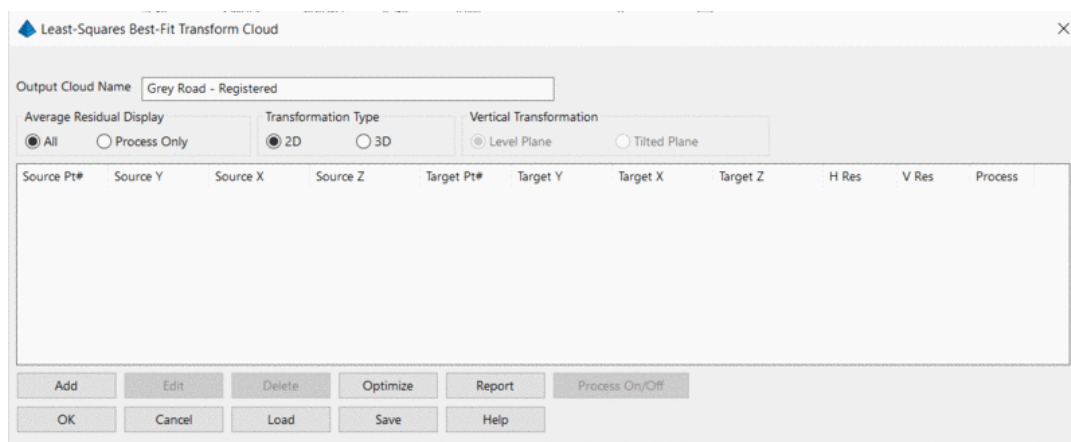 Least-Squares Best-Fit Transform Cloud
Output Cloud Name Grey Road - Registered
Average Residual Display Transformation Type Vertical Transformation
All Process Only 2D 3D Level Plane Tilted Plane
Source Pt# Source Y Source X Source Z Target Pt# Target Y Target X Target Z H Res V Res Process
Add Edit Delete Optimize Report Process On/Off
OK Cancel Load Save Help